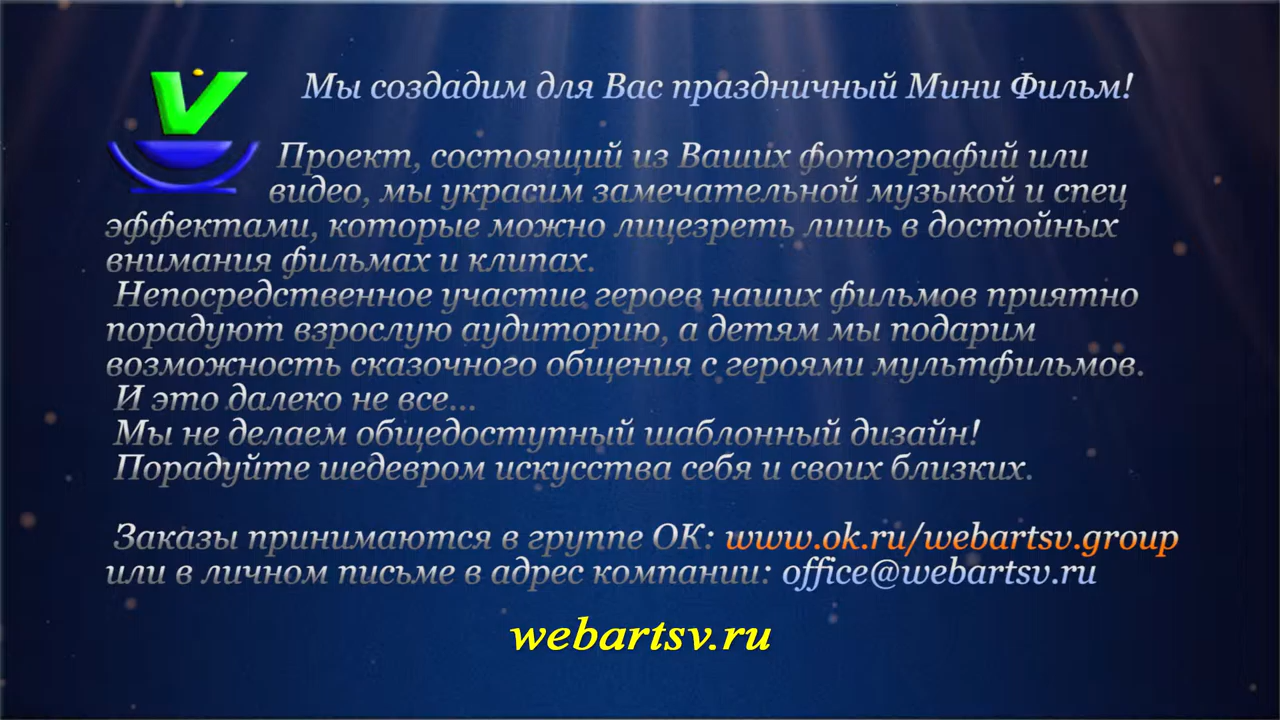 Мы создадим для Вас праздничный Мини Фильм!
Проект, состоящий из Ваших фотографий или
видео, мы украсим замечательной музыкой и спец
эффектами, которые можно лицезреть лишь в достойных
внимания фильмах и клипах.
Непосредственное участие героев наших фильмов приятно
порадуют взрослую аудиторию, а детям мы подарим
возможность сказочного общения с героями мультфильмов.
И это далеко не все...
Мы не делаем общедоступный шаблонный дизайн!
Порадуйте шедевром искусства себя и своих близких.
Заказы принимаются в группе ОК: www.ok.ru/webartsv.group
или в личном письме в адрес компании: office@webartsv.ru
webartsv.ru